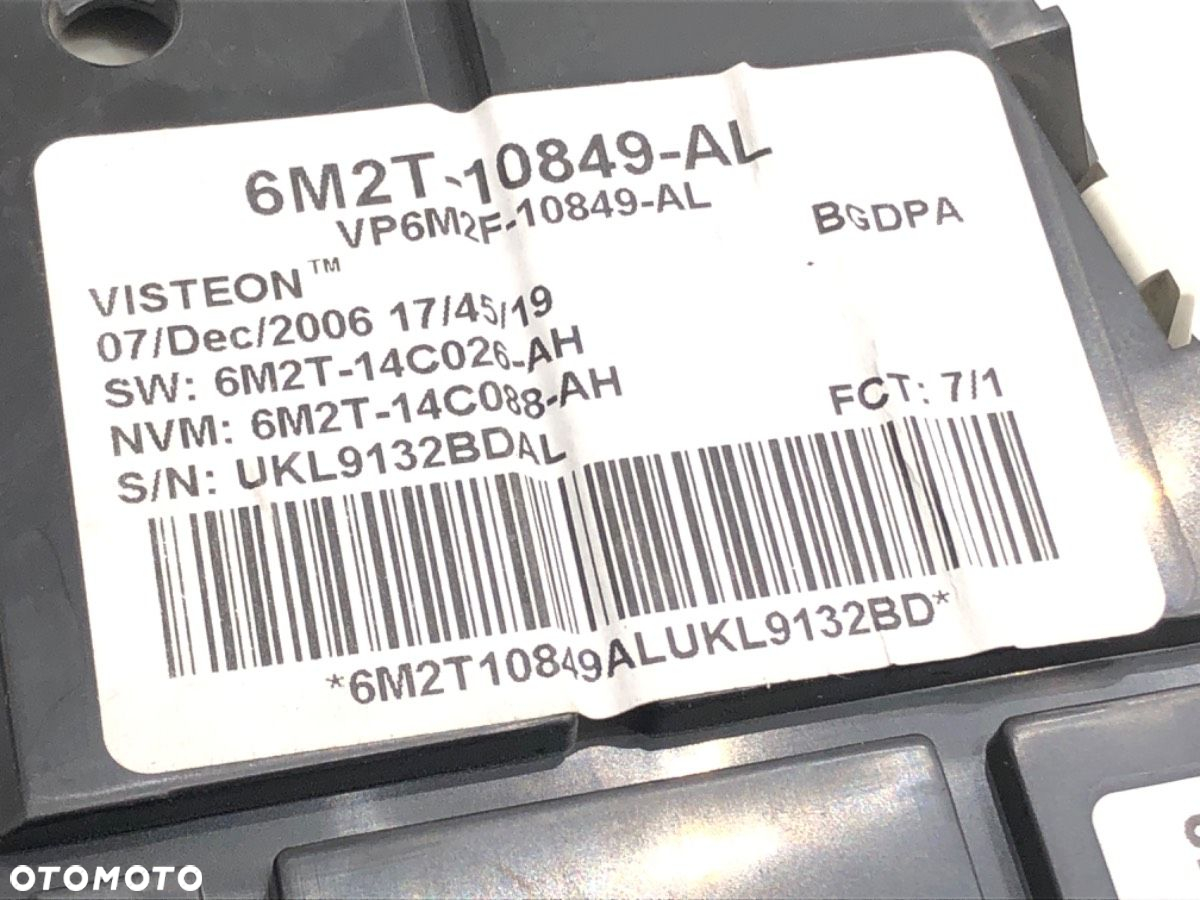 6M2T-10849-AL
VP6M2F-10849-AL
BGDPA
VISTEON™
07/Dec/2006 17/45/19
SW: 6M2T-14C026-AH
NVM: 6M2T-14C088-AH
FCT: 7/1
S/N: UKL9132BDAL
*6M2T10849ALUKL9132BD*
OTOMOTO